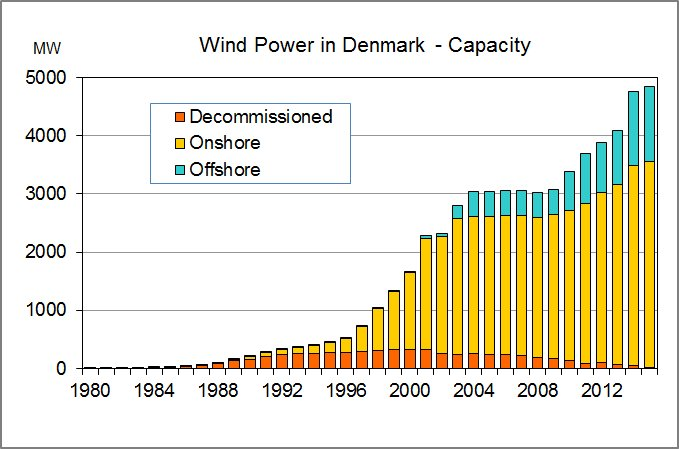 Wind Power in Denmark - Capacity
MW
5000
4000
3000
2000
1000
0
Decommissioned
Onshore
Offshore
1980 1984 1988 1992 1996 2000 2004 2008 2012